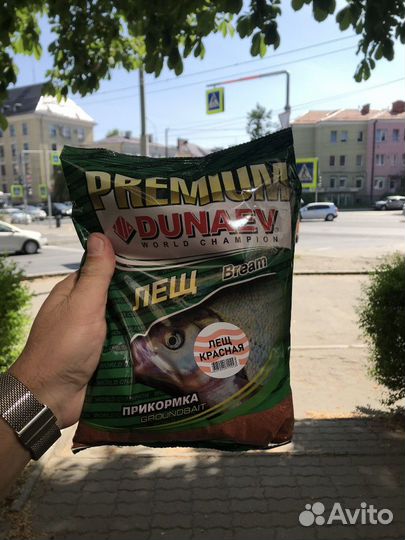 PREMIUM
DUNAEV
WORLD CHAMPION
ЛЕЩ
Bream
ЛЕЩ
КРАСНАЯ
ПРИКОРМКА
GROUNDBAIT
Avito